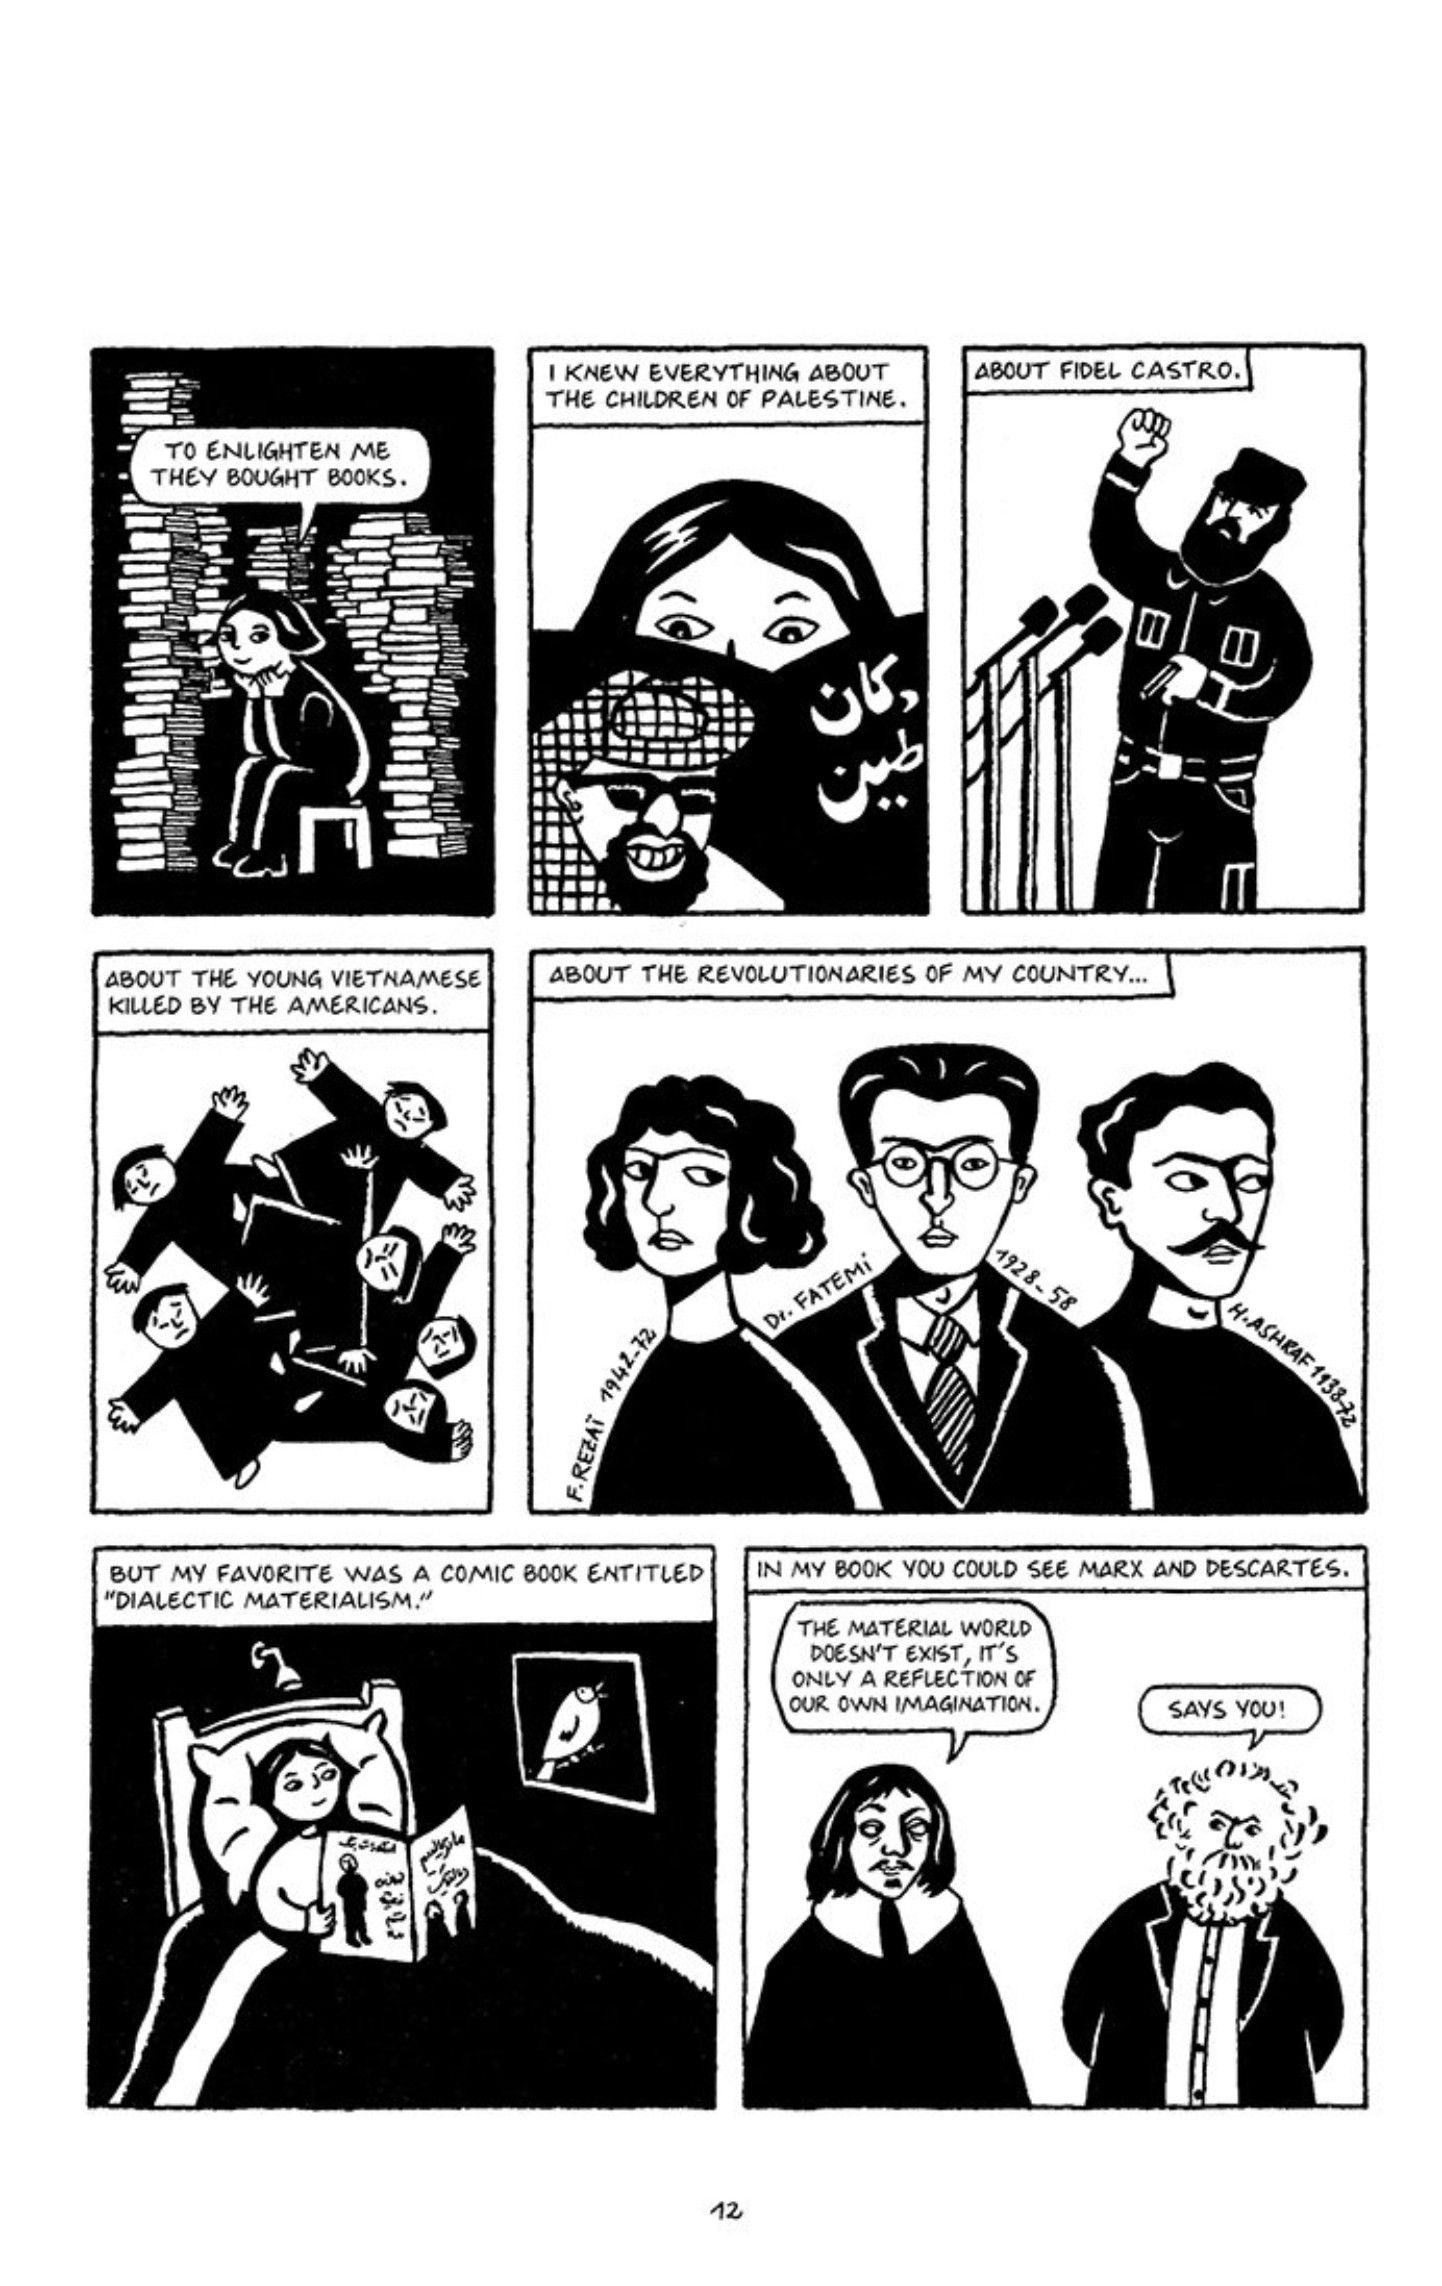 TO ENLIGHTEN ME
THEY BOUGHT BOOKS.
I KNEW EVERYTHING ABOUT
THE CHILDREN OF PALESTINE.
کان
طین
ABOUT FIDEL CASTRO.
ABOUT THE YOUNG VIETNAMESE
KILLED BY THE AMERICANS.
ABOUT THE REVOLUTIONARIES OF MY COUNTRY...
F. REZAÏ 1942-72
Dr. FATEMI
1928-58
H. ASHRAF 1938-72
BUT MY FAVORITE WAS A COMIC BOOK ENTITLED
"DIALECTIC MATERIALISM."
IN MY BOOK YOU COULD SEE MARX AND DESCARTES.
THE MATERIAL WORLD
DOESN'T EXIST, IT'S
ONLY A REFLECTION OF
OUR OWN IMAGINATION.
SAYS YOU!
12